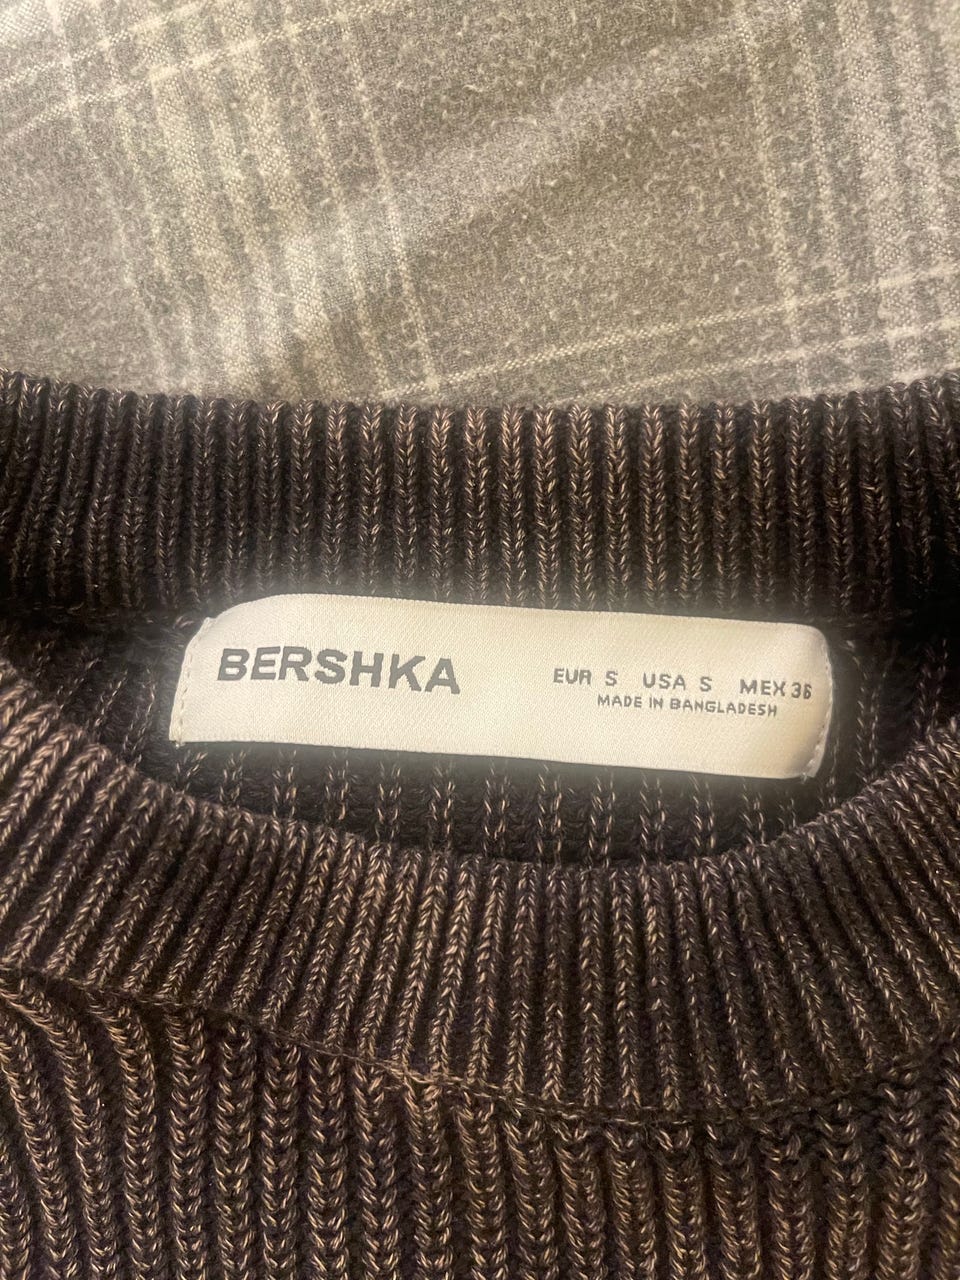 BERSHKA
EUR S USA S MEX 36
MADE IN BANGLADESH